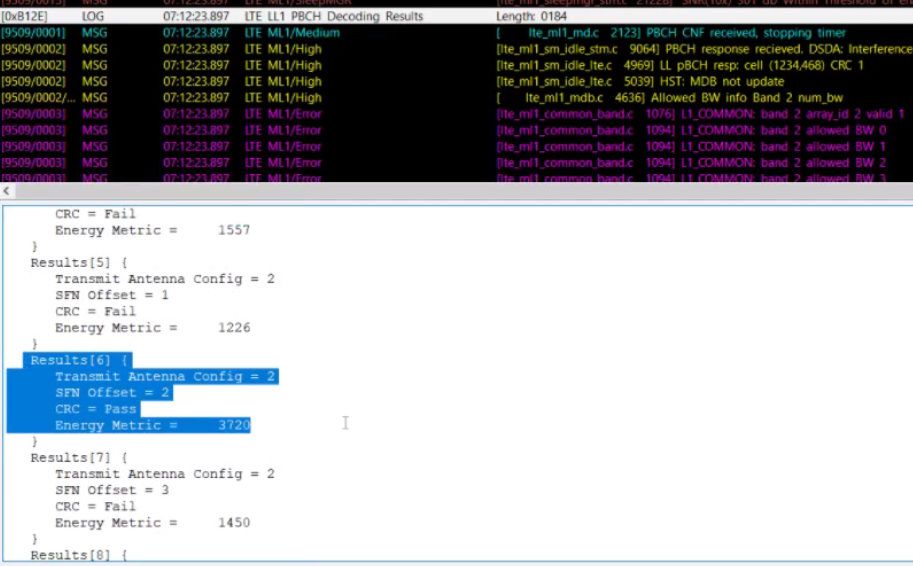 LTE ML1/SleepMGR
[0xB12E] LOG 07:12:23.897 LTE LL1 PBCH Decoding Results Length: 0184
[9509/0001] MSG 07:12:23.897 LTE ML1/Medium [ lte_ml1_md.c 2123] PBCH CNF received, stopping timer
[9509/0002] MSG 07:12:23.897 LTE ML1/High [lte_ml1_sm_idle_stm.c 9064] PBCH response recieved. DSDA: Interference
[9509/0002] MSG 07:12:23.897 LTE ML1/High [lte_ml1_sm_idle_lte.c 4969] LL pBCH resp: cell (1234,468) CRC 1
[9509/0002] MSG 07:12:23.897 LTE ML1/High [lte_ml1_sm_idle_lte.c 5039] HST: MDB not update
[9509/0002/... MSG 07:12:23.897 LTE ML1/High [ lte_ml1_mdb.c 4636] Allowed BW info Band 2 num_bw
[9509/0003] MSG 07:12:23.897 LTE ML1/Error [lte_ml1_common_band.c 1076] L1_COMMON: band 2 array_id 2 valid 1
[9509/0003] MSG 07:12:23.897 LTE ML1/Error [lte_ml1_common_band.c 1094] L1_COMMON: band 2 allowed BW 0
[9509/0003] MSG 07:12:23.897 LTE ML1/Error [lte_ml1_common_band.c 1094] L1_COMMON: band 2 allowed BW 1
[9509/0003] MSG 07:12:23.897 LTE ML1/Error [lte_ml1_common_band.c 1094] L1_COMMON: band 2 allowed BW 2
[9509/0003] MSG 07:12:23.897 LTE ML1/Error [lte_ml1_common_band.c 1094] L1_COMMON: band 2 allowed BW 3
CRC = Fail
Energy Metric = 1557
}
Results[5] {
Transmit Antenna Config = 2
SFN Offset = 1
CRC = Fail
Energy Metric = 1226
}
Results[6] {
Transmit Antenna Config = 2
SFN Offset = 2
CRC = Pass
Energy Metric = 3720
}
Results[7] {
Transmit Antenna Config = 2
SFN Offset = 3
CRC = Fail
Energy Metric = 1450
}
Results[8] {